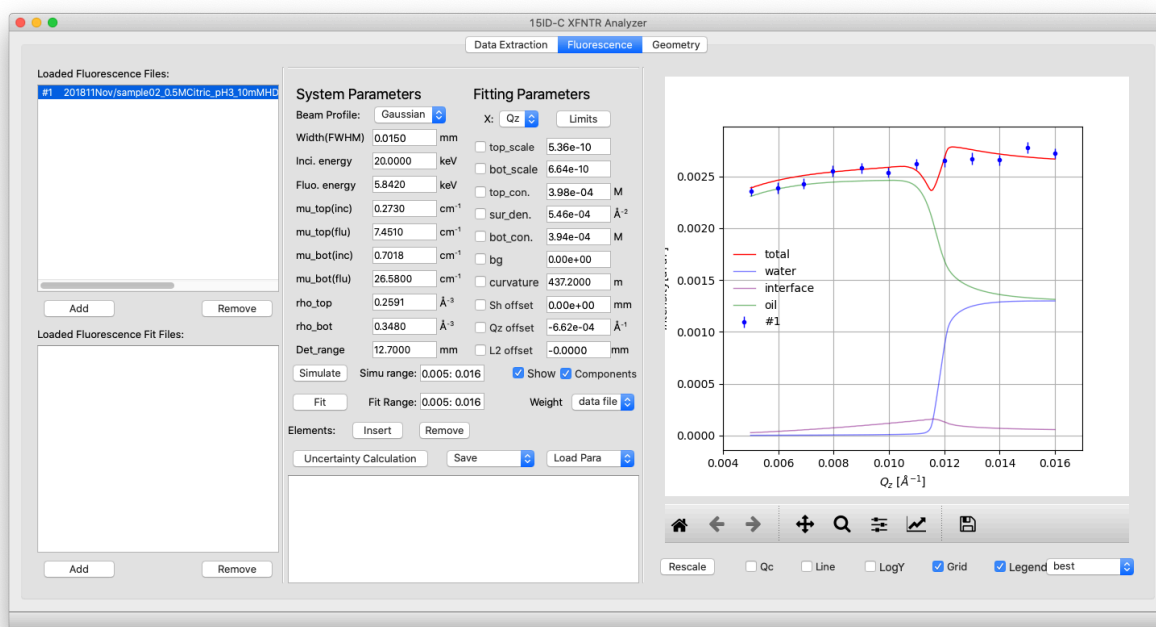 15ID-C XFNTR Analyzer
Data Extraction
Fluorescence
Geometry
Loaded Fluorescence Files:
#1 201811Nov/sample02_0.5MCitric_pH3_10mMHD
Add
Remove
Loaded Fluorescence Fit Files:
Add
Remove
System Parameters
Beam Profile: Gaussian
Width(FWHM) 0.0150 mm
Inci. energy 20.0000 keV
Fluo. energy 5.8420 keV
mu_top(inc) 0.2730 cm⁻¹
mu_top(flu) 7.4510 cm⁻¹
mu_bot(inc) 0.7018 cm⁻¹
mu_bot(flu) 26.5800 cm⁻¹
rho_top 0.2591 Å⁻³
rho_bot 0.3480 Å⁻³
Det_range 12.7000 mm
Fitting Parameters
X: Qz Limits
top_scale 5.36e-10
bot_scale 6.64e-10
top_con. 3.98e-04 M
sur_den. 5.46e-04 Å⁻²
bot_con. 3.94e-04 M
bg 0.00e+00
curvature 437.2000 m
Sh offset 0.00e+00 mm
Qz offset -6.62e-04 Å⁻¹
L2 offset -0.0000 mm
Simulate Simu range: 0.005: 0.016 Show Components
Fit Fit Range: 0.005: 0.016 Weight data file
Elements: Insert Remove
Uncertainty Calculation Save Load Para
0.0025
0.0020
0.0015
0.0010
0.0005
0.0000
total
water
interface
oil
#1
0.004 0.006 0.008 0.010 0.012 0.014 0.016
Qz [Å⁻¹]
Rescale Qc Line LogY Grid Legend best